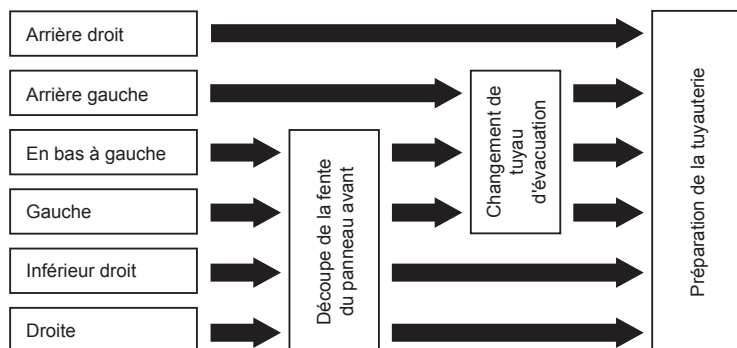 Arrière droit
Arrière gauche
En bas à gauche
Gauche
Inférieur droit
Droite
Découpe de la fente
du panneau avant
Changement de
tuyau
d'évacuation
Préparation de la tuyauterie